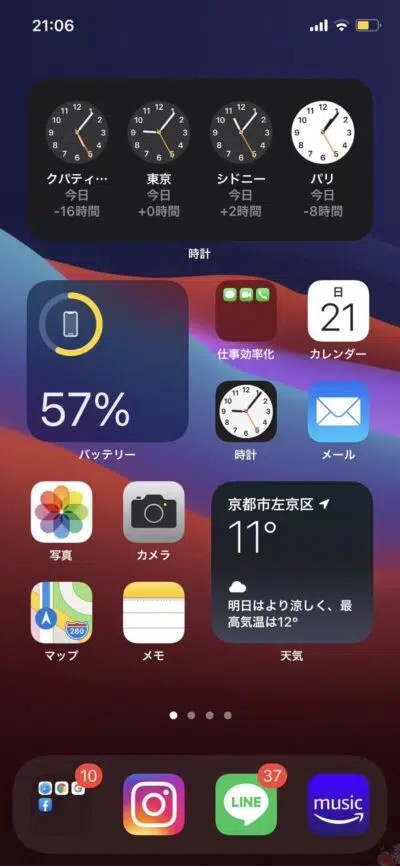 21:06
クパティ…
東京
シドニー
パリ
今日
今日
今日
今日
-16時間
+0時間
+2時間
-8時間
時計
57%
バッテリー
仕事効率化
日
21
カレンダー
時計
メール
写真
カメラ
京都市左京区
11°
明日はより涼しく、最
高気温は12°
天気
280
マップ
メモ
10
37
LINE
music